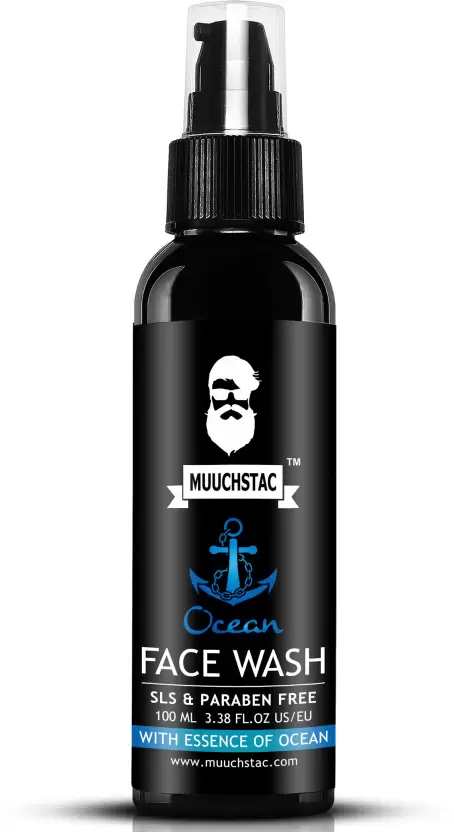 MUUCHSTAC
TM
Ocean
FACE WASH
SLS & PARABEN FREE
100 ML 3.38 FL.OZ US/EU
WITH ESSENCE OF OCEAN
www.muuchstac.com